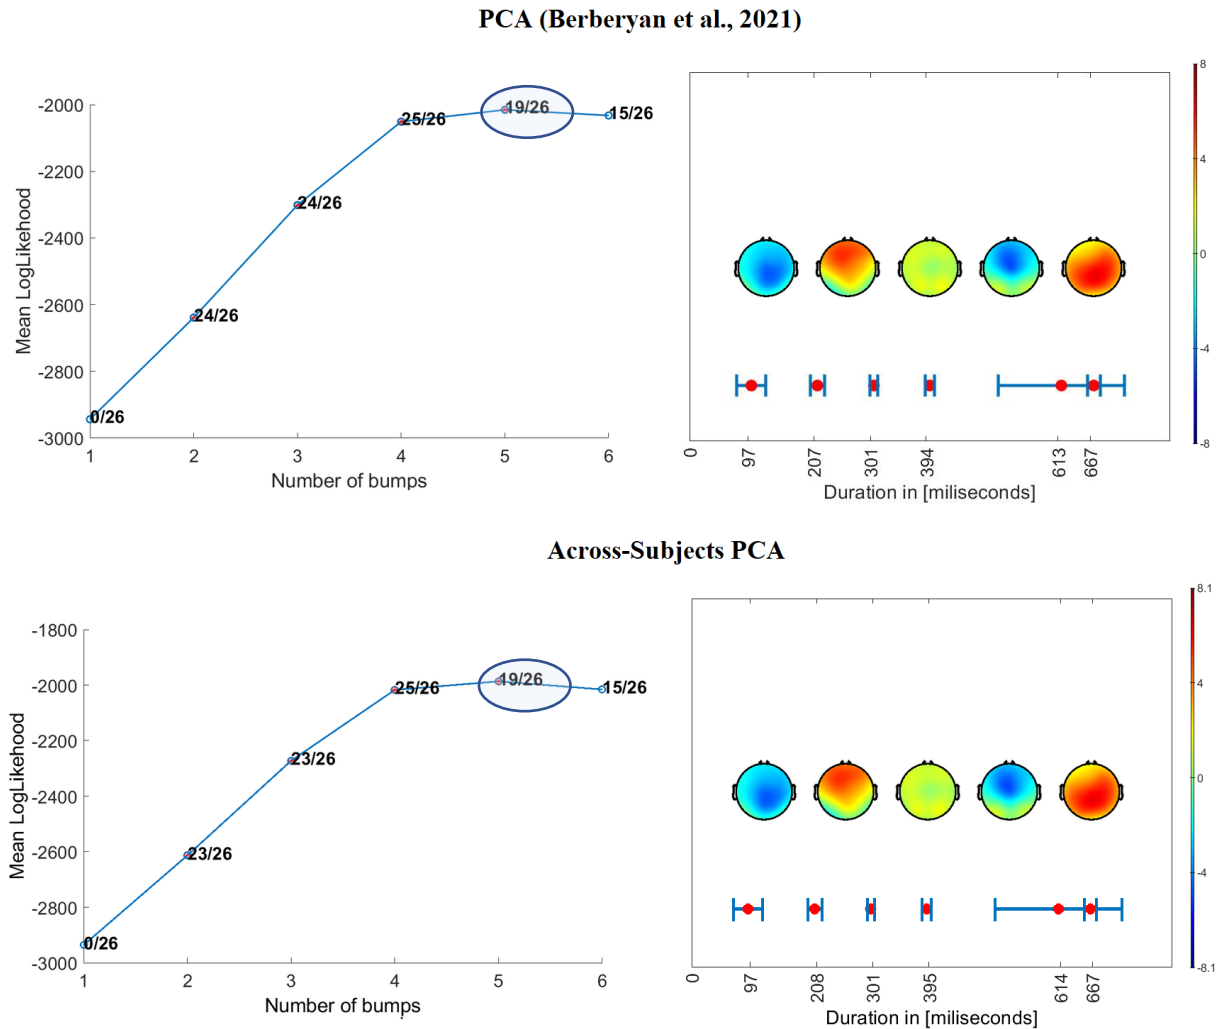 PCA (Berberyan et al., 2021)
-2000
-2200
-2400
-2600
-2800
-3000
Mean LogLikehood
0/26
24/26
24/26
25/26
19/26
15/26
1 2 3 4 5 6
Number of bumps
8
4
0
-4
-8
0 97 207 301 394 613 667
Duration in [miliseconds]
Across-Subjects PCA
-1800
-2000
-2200
-2400
-2600
-2800
-3000
Mean LogLikehood
0/26
23/26
23/26
25/26
19/26
15/26
1 2 3 4 5 6
Number of bumps
8.1
4
0
-4
-8.1
0 97 208 301 395 614 667
Duration in [miliseconds]